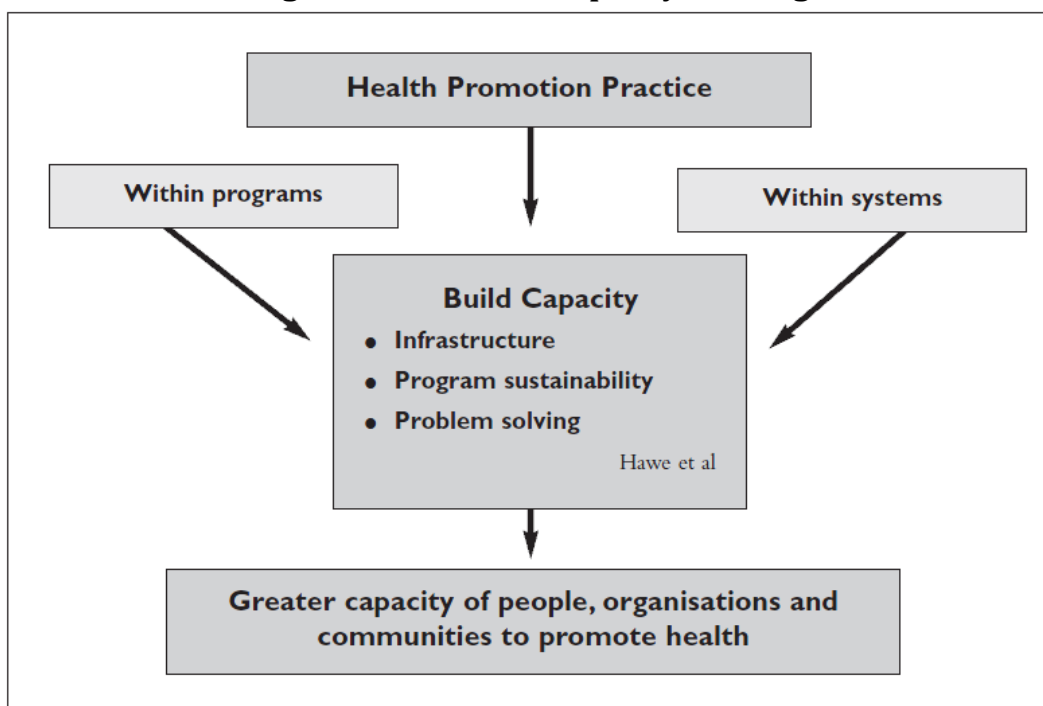 Health Promotion Practice
Within programs
Within systems
Build Capacity
• Infrastructure
• Program sustainability
• Problem solving
Hawe et al
Greater capacity of people, organisations and
communities to promote health